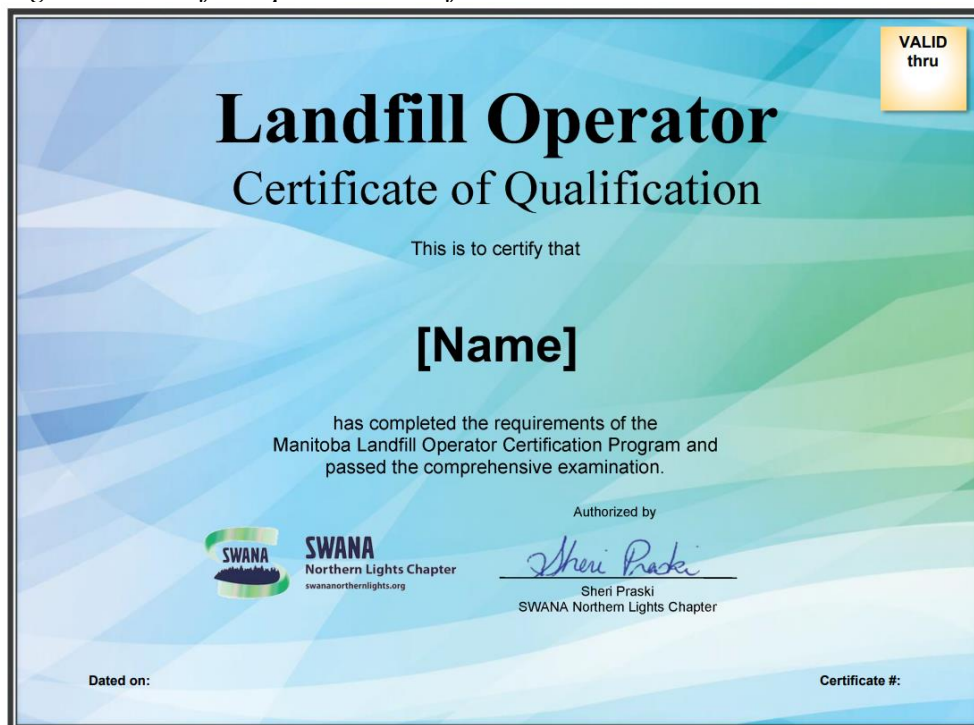 VALID
thru
Landfill Operator
Certificate of Qualification
This is to certify that
[Name]
has completed the requirements of the
Manitoba Landfill Operator Certification Program and
passed the comprehensive examination.
Authorized by
SWANA
SWANA
Northern Lights Chapter
swananorthernlights.org
Sheri Praski
Sheri Praski
SWANA Northern Lights Chapter
Dated on:
Certificate #: